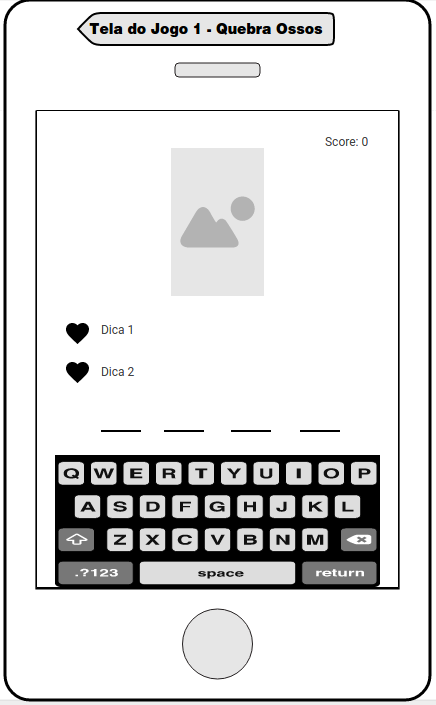 Tela do Jogo 1 - Quebra Ossos
Score: 0
Dica 1
Dica 2
Q W E R T Y U I O P
A S D F G H J K L
Z X C V B N M
.?123 space return